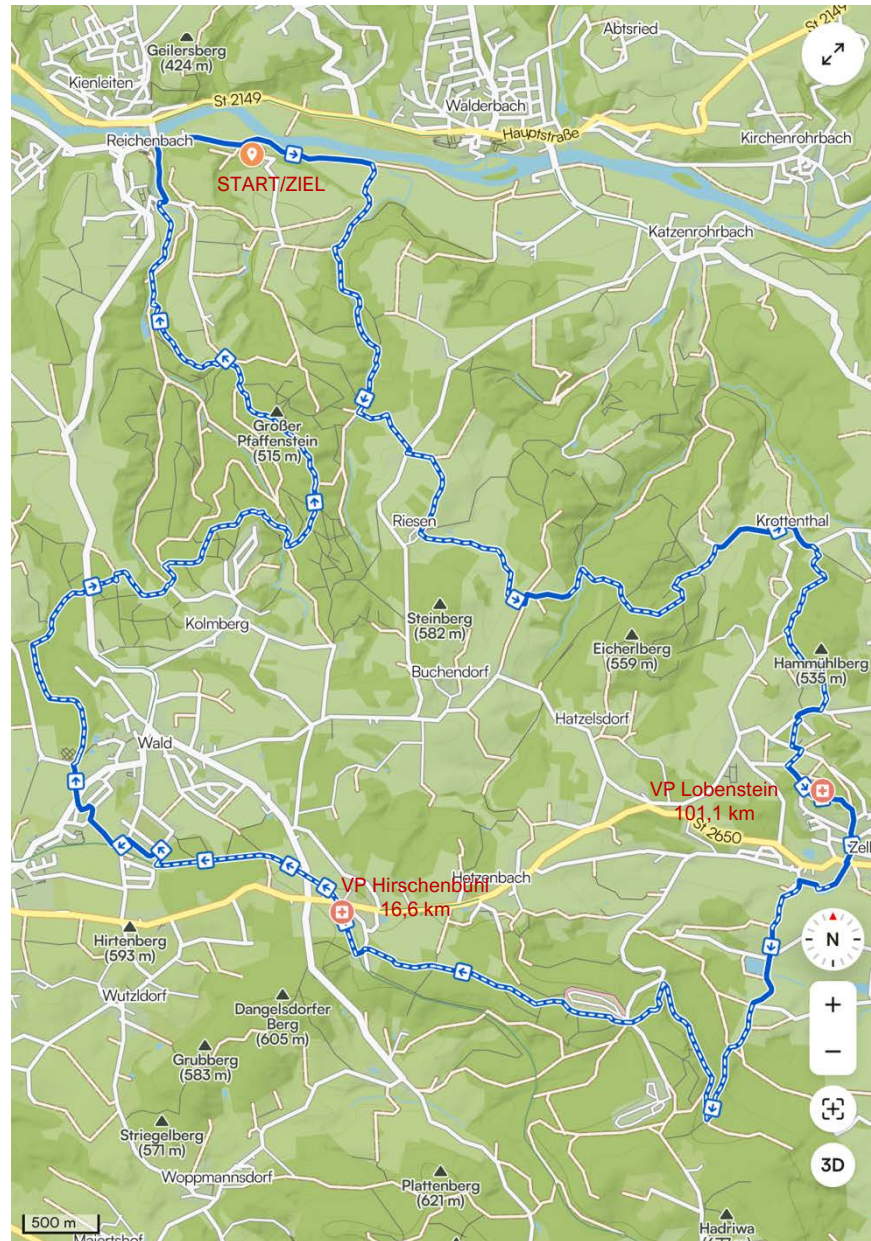 Geilersberg
(424 m)
Abtsried
St 2149
Kienleiten
St 2149
Walderbach
Hauptstraße
Kirchenrohrbach
Reichenbach
START/ZIEL
Katzenrohrbach
Großer
Pfaffenstein
(515 m)
Riesen
Krottenthal
Kolmberg
Steinberg
(582 m)
Eicherlberg
(559 m)
Hammühlberg
(535 m)
Buchendorf
Hatzelsdorf
Wald
VP Lobenstein
101,1 km
St 2650
Zell
Hetzenbach
VP Hirschenbühl
16,6 km
Hirtenberg
(593 m)
N
Wutzldorf
Dangelsdorfer
Berg
(605 m)
+
Grubberg
(583 m)
−
Striegelberg
(571 m)
3D
Woppmannsdorf
Plattenberg
(621 m)
500 m
Hadriwa